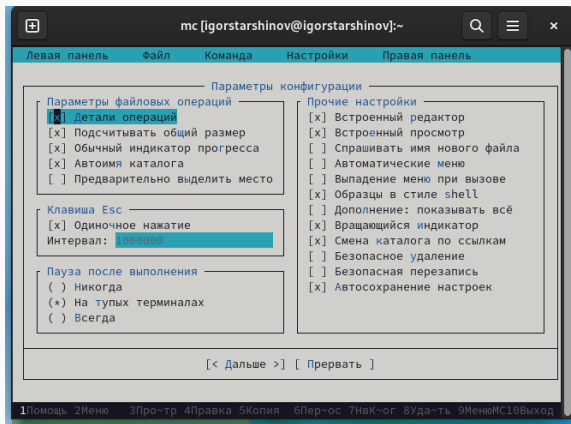 mc [igorstarshinov@igorstarshinov]:~
Левая панель Файл Команда Настройки Правая панель
Параметры конфигурации
Параметры файловых операций
[x] Детали операций
[x] Подсчитывать общий размер
[x] Обычный индикатор прогресса
[x] Автоимя каталога
[ ] Предварительно выделить место
Клавиша Esc
[x] Одиночное нажатие
Интервал: 1000000
Пауза после выполнения
( ) Никогда
(*) На тупых терминалах
( ) Всегда
Прочие настройки
[x] Встроенный редактор
[x] Встроенный просмотр
[ ] Спрашивать имя нового файла
[ ] Автоматические меню
[ ] Выпадение меню при вызове
[x] Образцы в стиле shell
[ ] Дополнение: показывать всё
[x] Вращающийся индикатор
[x] Смена каталога по ссылкам
[ ] Безопасное удаление
[ ] Безопасная перезапись
[x] Автосохранение настроек
[< Дальше >] [ Прервать ]
1Помощь 2Меню 3Про~тр 4Правка 5Копия 6Пер~ос 7НвК~ог 8Уда~ть 9МенюMC10Выход